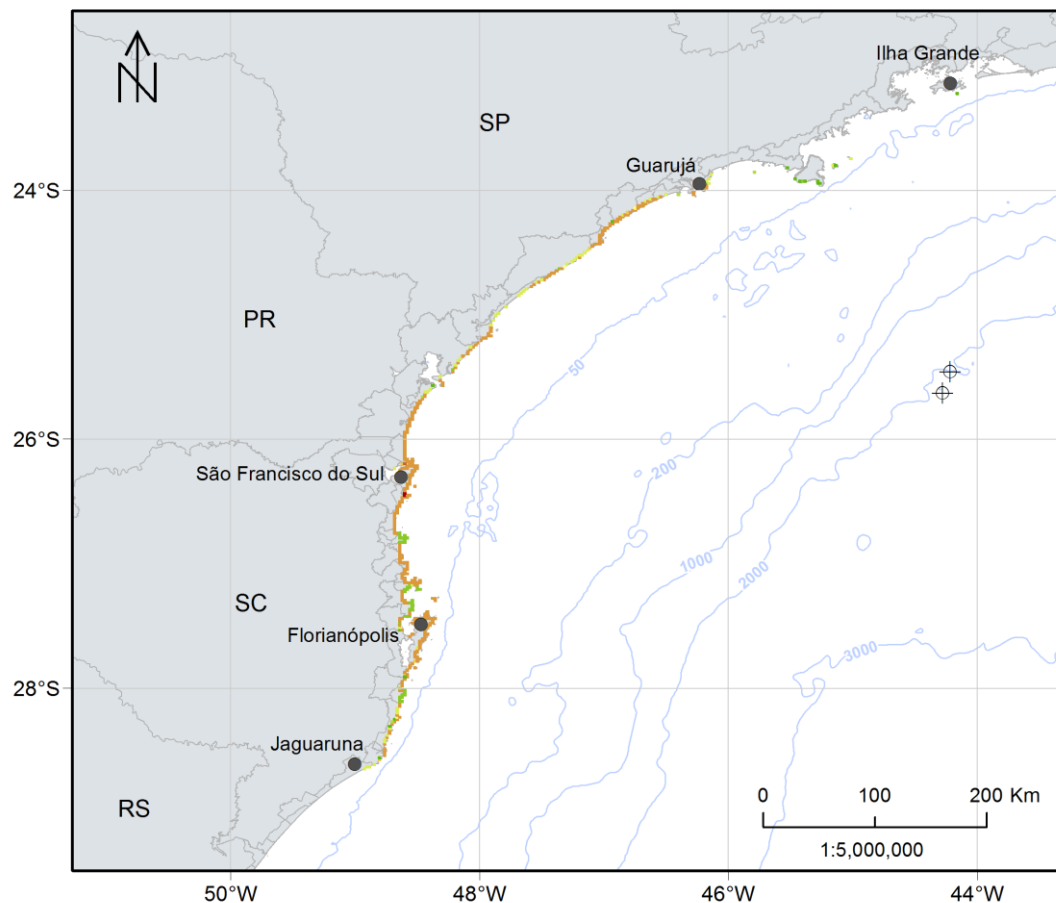 N
Ilha Grande
SP
Guarujá
24°S
PR
50
26°S
São Francisco do Sul
200
1000
2000
SC
Florianópolis
3000
28°S
Jaguaruna
RS
0 100 200 Km
1:5,000,000
50°W 48°W 46°W 44°W